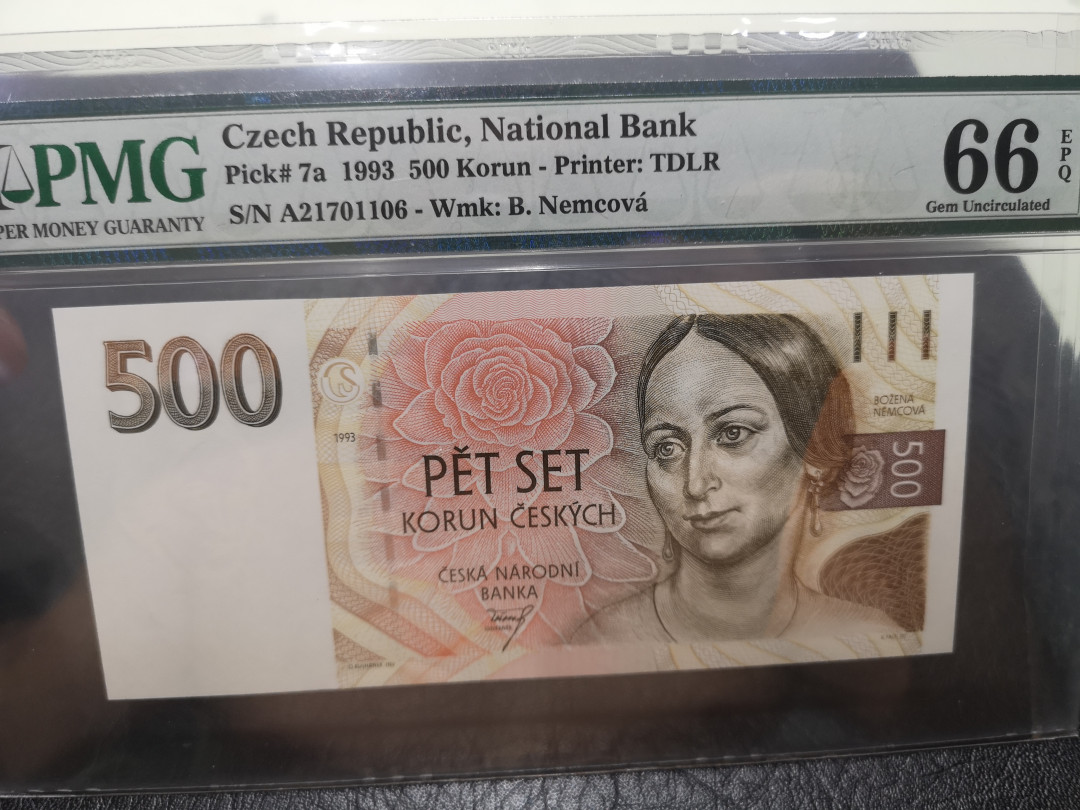 PMG
PER MONEY GUARANTY
Czech Republic, National Bank
Pick# 7a 1993 500 Korun - Printer: TDLR
S/N A21701106 - Wmk: B. Nemcová
66
EPQ
Gem Uncirculated
500
1993
PĚT SET
KORUN ČESKÝCH
ČESKÁ NÁRODNÍ
BANKA
BOŽENA
NĚMCOVÁ
500